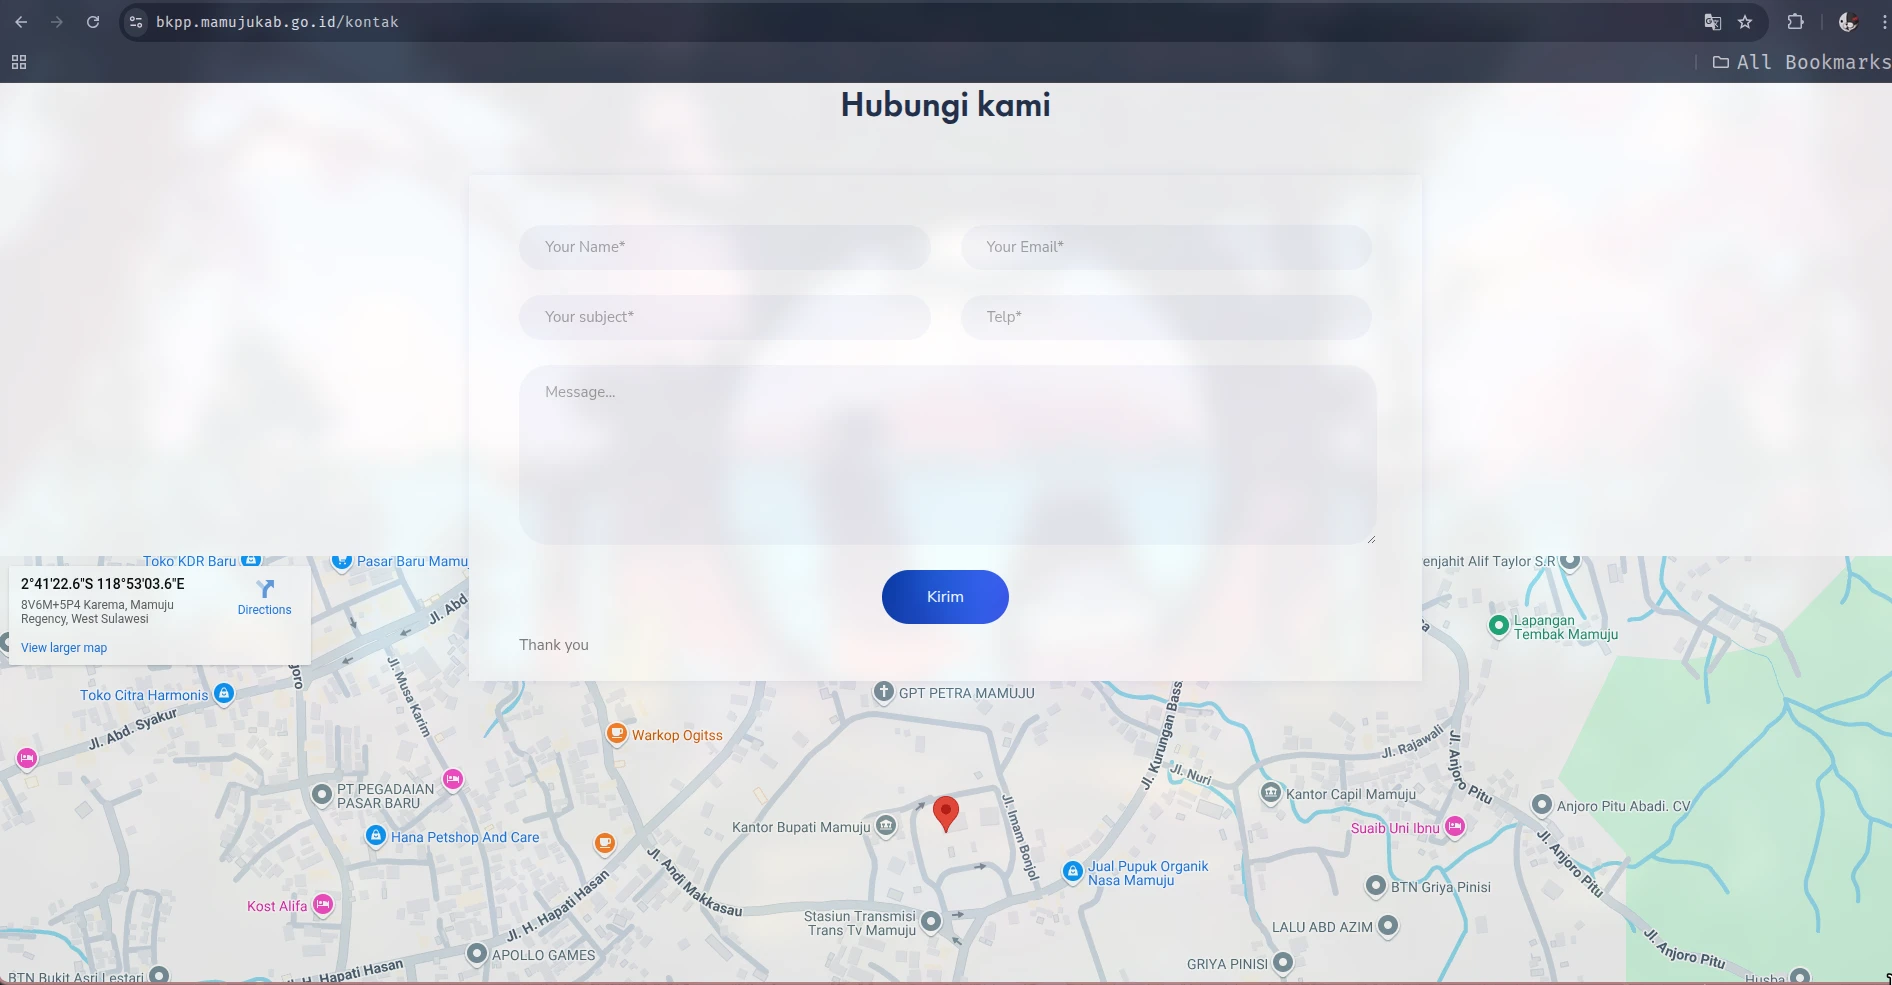 bkpp.mamujukab.go.id/kontak
All Bookmarks
Hubungi kami
Your Name*
Your Email*
Your subject*
Telp*
Message...
Kirim
Thank you
2°41'22.6"S 118°53'03.6"E
8V6M+5P4 Karema, Mamuju
Regency, West Sulawesi
Directions
View larger map
Toko KDR Baru
Pasar Baru Mamu
Jl. Abd
enjahit Alif Taylor S.R
Lapangan
Tembak Mamuju
Toko Citra Harmonis
Jl. Musa Karim
Jl. Abd. Syakur
GPT PETRA MAMUJU
Warkop Ogitss
Jl. Kurungan Bass
Jl. Nuri
Jl. Rajawali
Jl. Anjoro Pitu
PT PEGADAIAN
PASAR BARU
Kantor Capil Mamuju
Anjoro Pitu Abadi. CV
Hana Petshop And Care
Kantor Bupati Mamuju
Jl. Imam Bonjol
Suaib Uni Ibnu
Jl. Anjoro Pitu
Jl. Andi Makkasau
Jual Pupuk Organik
Nasa Mamuju
BTN Griya Pinisi
Kost Alifa
Jl. H. Hapati Hasan
Stasiun Transmisi
Trans Tv Mamuju
LALU ABD AZIM
APOLLO GAMES
GRIYA PINISI
Jl. Anjoro Pitu
BTN Bukit Asri Lestari
H. Hapati Hasan
Husba